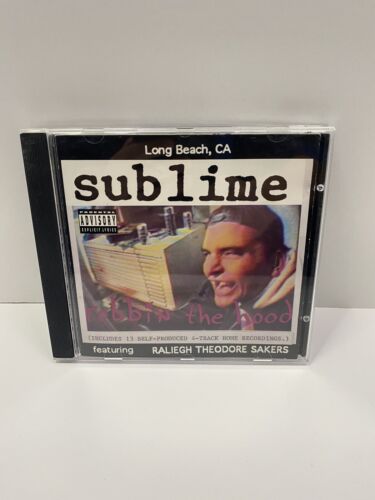 Long Beach, CA
sublime
PARENTAL
ADVISORY
EXPLICIT LYRICS
robbin the hood
(INCLUDES 13 SELF-PRODUCED 4-TRACK HOME RECORDINGS.)
featuring RALIEGH THEODORE SAKERS